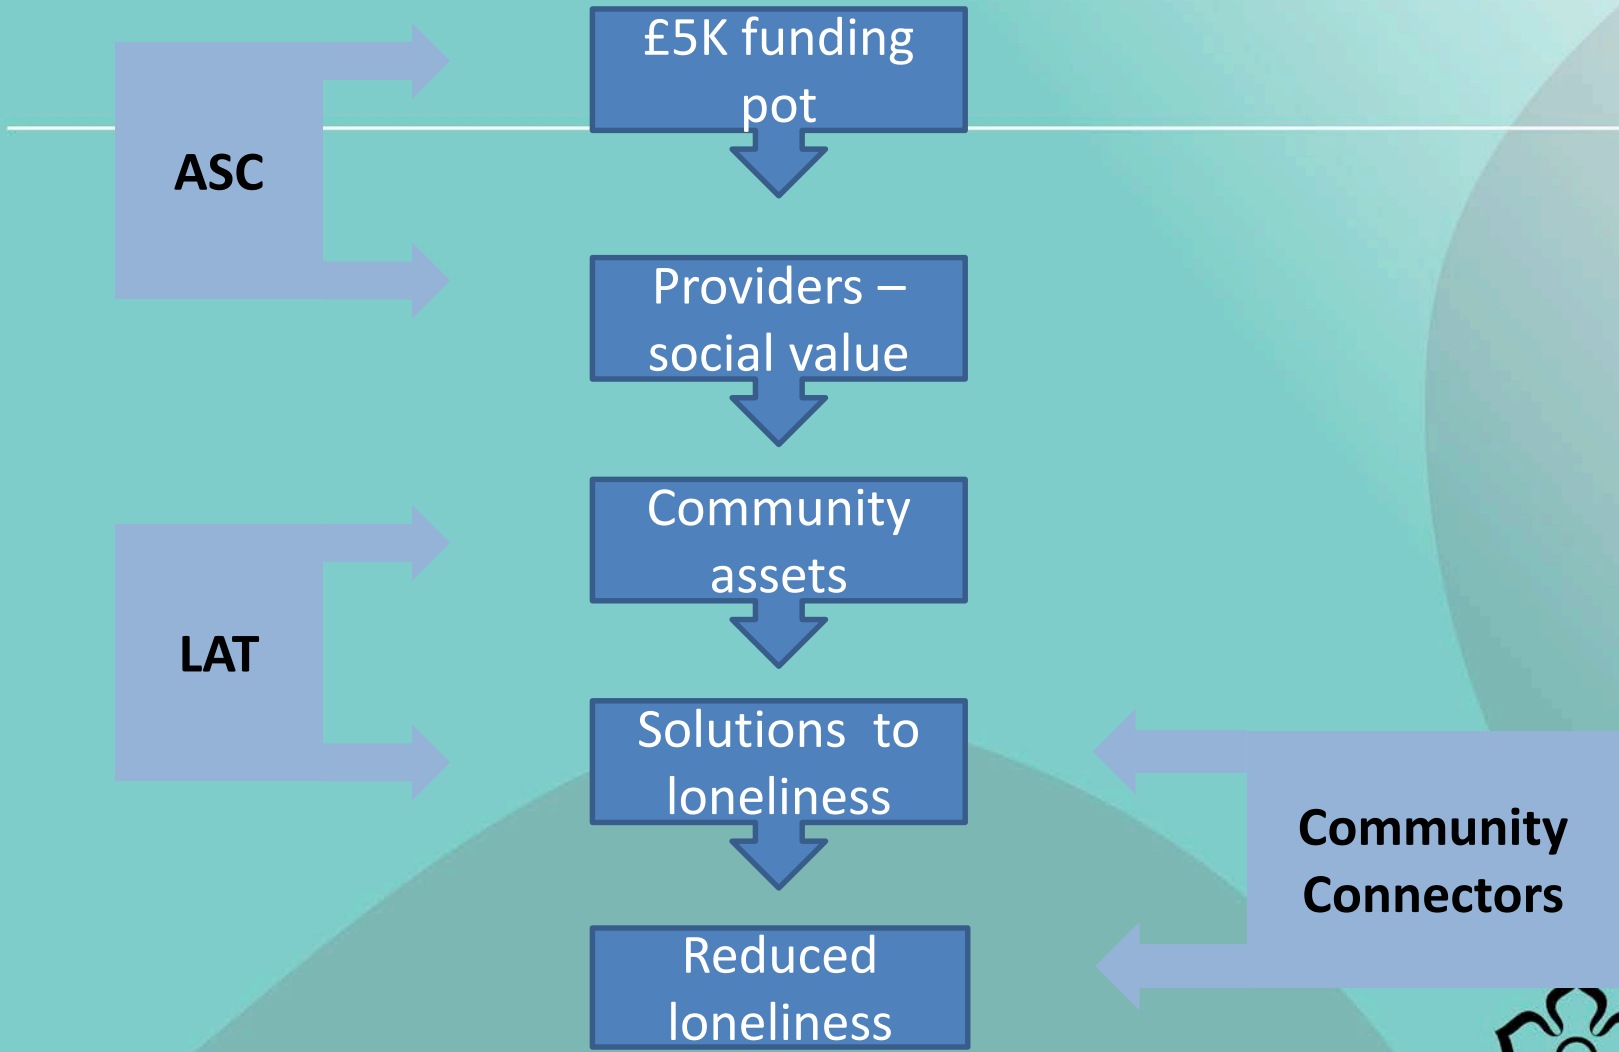 £5K funding
pot
ASC
Providers –
social value
Community
assets
LAT
Solutions  to
loneliness
Community
Connectors
Reduced
loneliness